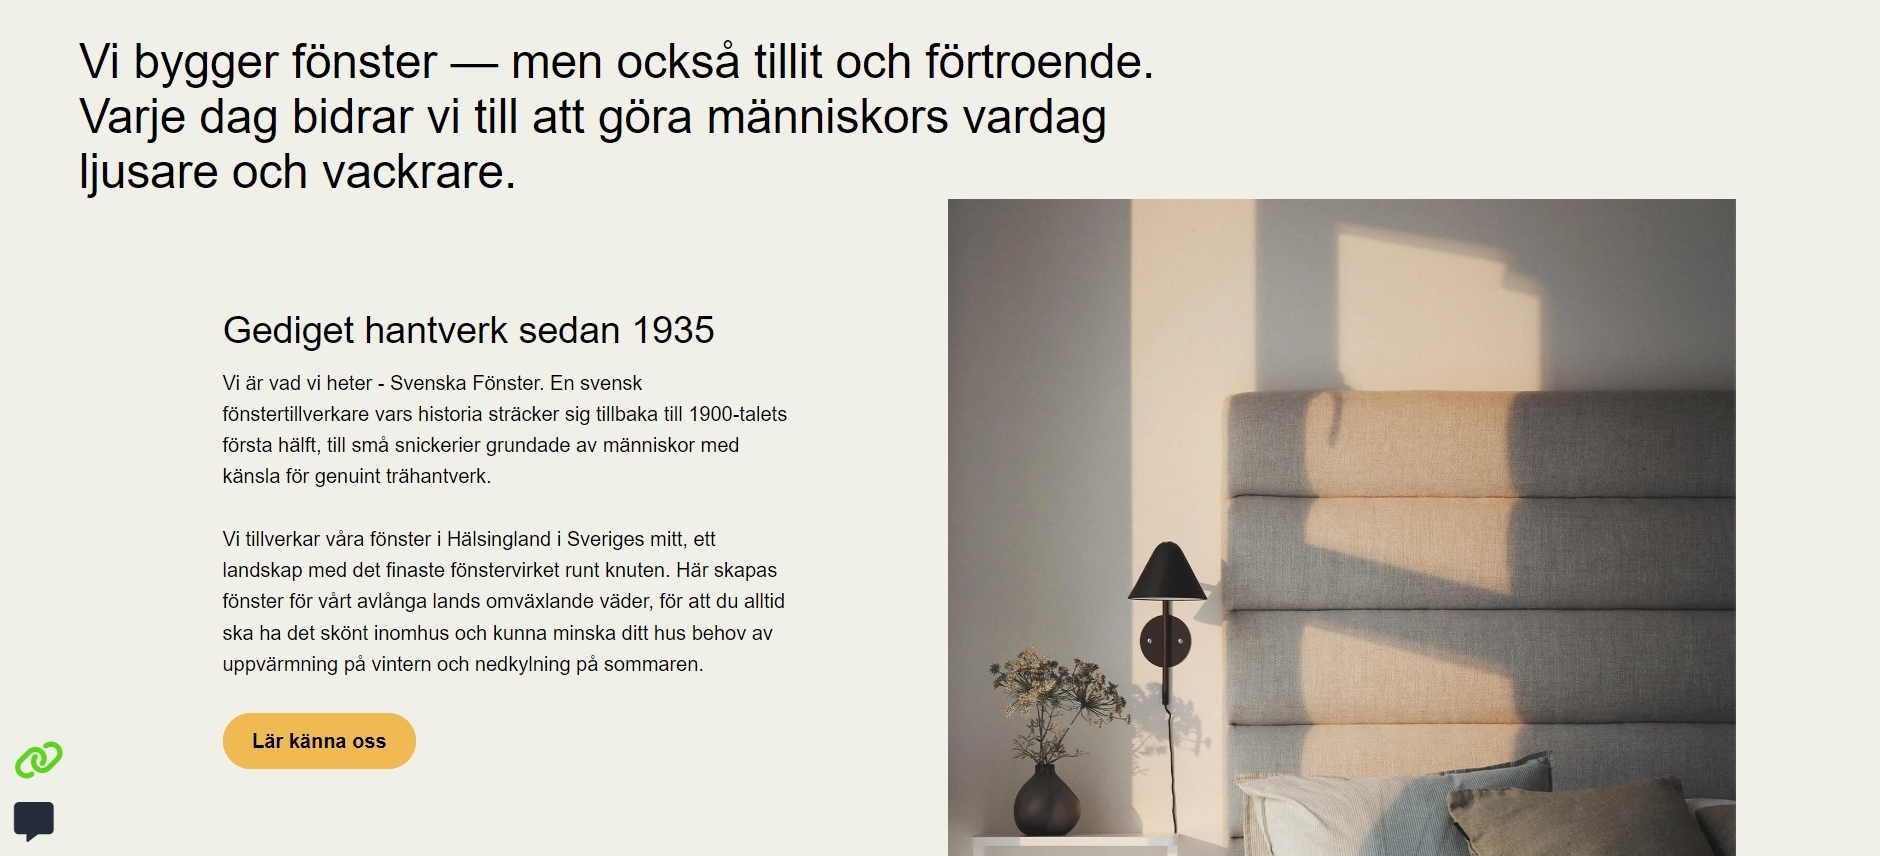 Vi bygger fönster — men också tillit och förtroende.
Varje dag bidrar vi till att göra människors vardag
ljusare och vackrare.
Gediget hantverk sedan 1935
Vi är vad vi heter - Svenska Fönster. En svensk
fönstertillverkare vars historia sträcker sig tillbaka till 1900-talets
första hälft, till små snickerier grundade av människor med
känsla för genuint trähantverk.
Vi tillverkar våra fönster i Hälsingland i Sveriges mitt, ett
landskap med det finaste fönstervirket runt knuten. Här skapas
fönster för vårt avlånga lands omväxlande väder, för att du alltid
ska ha det skönt inomhus och kunna minska ditt hus behov av
uppvärmning på vintern och nedkylning på sommaren.
Lär känna oss